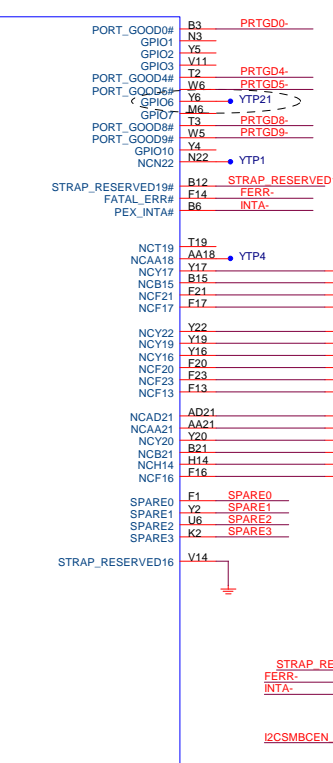 PORT_GOOD0# B3 PRTGD0-
GPIO1 N3
GPIO2 Y5
GPIO3 V11
PORT_GOOD4# T2 PRTGD4-
PORT_GOOD5# W6 PRTGD5-
GPIO6 Y6 YTP21
GPIO7 M6
PORT_GOOD8# T3 PRTGD8-
PORT_GOOD9# W5 PRTGD9-
GPIO10 Y4
NCN22 N22 YTP1
STRAP_RESERVED19# B12 STRAP_RESERVED
FATAL_ERR# F14 FERR-
PEX_INTA# B6 INTA-
NCT19 T19
NCAA18 AA18 YTP4
NCY17 Y17
NCB15 B15
NCF21 F21
NCF17 F17
NCY22 Y22
NCY19 Y19
NCY16 Y16
NCF20 F20
NCF23 F23
NCF13 F13
NCAD21 AD21
NCAA21 AA21
NCY20 Y20
NCB21 B21
NCH14 H14
NCF16 F16
SPARE0 F1 SPARE0
SPARE1 Y2 SPARE1
SPARE2 U6 SPARE2
SPARE3 K2 SPARE3
STRAP_RESERVED16 V14
STRAP_RE
FERR-
INTA-
I2CSMBCEN_